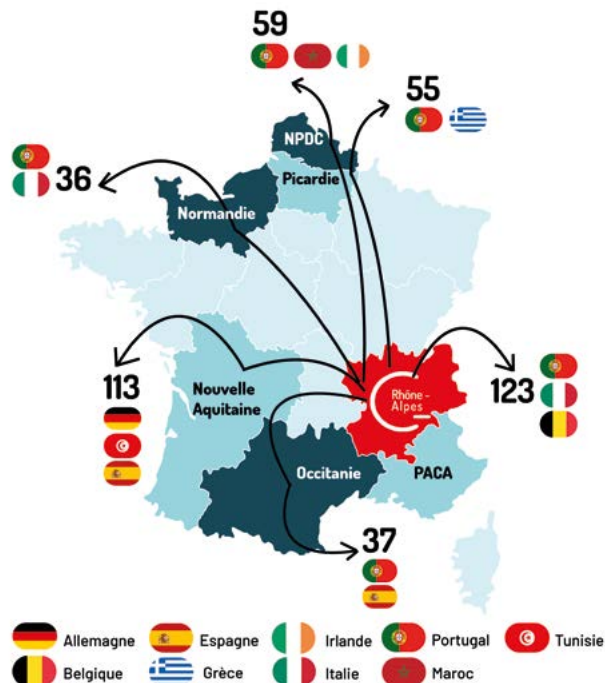 59
55
NPDC
36
Picardie
Normandie
113
Nouvelle
Aquitaine
Rhône -
Alpes
123
Occitanie
PACA
37
Allemagne
Espagne
Irlande
Portugal
Tunisie
Belgique
Grèce
Italie
Maroc